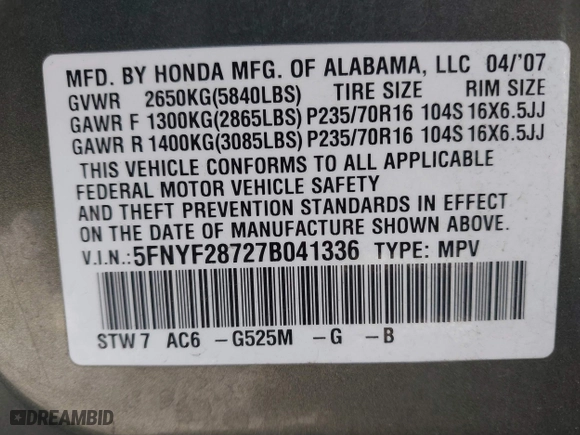 MFD. BY HONDA MFG. OF ALABAMA, LLC 04/'07
GVWR 2650KG(5840LBS) TIRE SIZE RIM SIZE
GAWR F 1300KG(2865LBS) P235/70R16 104S 16X6.5JJ
GAWR R 1400KG(3085LBS) P235/70R16 104S 16X6.5JJ
THIS VEHICLE CONFORMS TO ALL APPLICABLE
FEDERAL MOTOR VEHICLE SAFETY
AND THEFT PREVENTION STANDARDS IN EFFECT
ON THE DATE OF MANUFACTURE SHOWN ABOVE.
V.I.N.:5FNYF28727B041336 TYPE: MPV
STW7 AC6 -G525M -G -B
DREAMBID